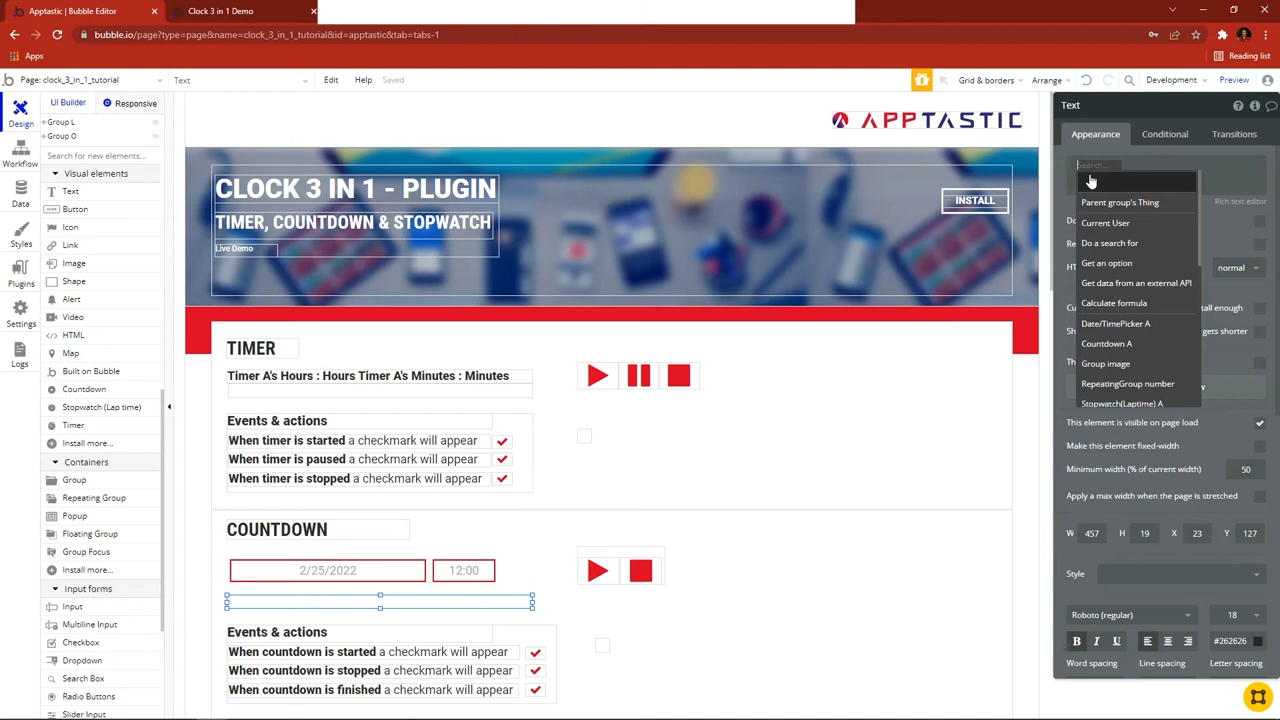 Apptastic | Bubble Editor
Clock 3 in 1 Demo
bubble.io/page?type=page&name=clock_3_in_1_tutorial&id=apptastic&tab=tabs-1
Apps
Reading list
Page: clock_3_in_1_tutorial
Text
Edit
Help
Saved
Grid & borders
Arrange
Development
Preview
Design
Workflow
Data
Styles
Plugins
Settings
Logs
UI Builder
Responsive
Group L
Group O
Search for new elements...
Visual elements
Text
Button
Icon
Link
Image
Shape
Alert
Video
HTML
Map
Built on Bubble
Countdown
Stopwatch (Lap time)
Timer
Install more...
Containers
Group
Repeating Group
Popup
Floating Group
Group Focus
Install more...
Input forms
Input
Multiline Input
Checkbox
Dropdown
Search Box
Radio Buttons
Slider Input
APPTASTIC
CLOCK 3 IN 1 - PLUGIN
TIMER, COUNTDOWN & STOPWATCH
Live Demo
INSTALL
TIMER
Timer A's Hours : Hours Timer A's Minutes : Minutes
Events & actions
When timer is started a checkmark will appear
When timer is paused a checkmark will appear
When timer is stopped a checkmark will appear
COUNTDOWN
2/25/2022
12:00
Events & actions
When countdown is started a checkmark will appear
When countdown is stopped a checkmark will appear
When countdown is finished a checkmark will appear
Text
Appearance
Conditional
Transitions
Search...
Parent group's Thing
Current User
Do a search for
Get an option
Get data from an external API
Calculate formula
Date/TimePicker A
Countdown A
Group image
RepeatingGroup number
Stopwatch(Laptime) A
Rich text editor
normal
This element is visible on page load
Make this element fixed-width
Minimum width (% of current width)
50
Apply a max width when the page is stretched
W 457 H 19 X 23 Y 127
Style
Roboto (regular)
18
B I U
#262626
Word spacing
Line spacing
Letter spacing